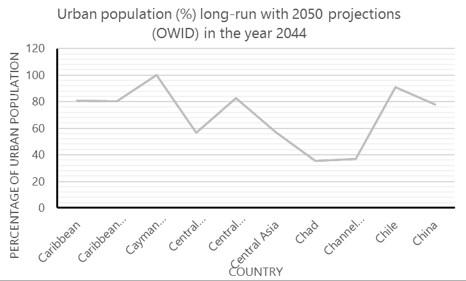 Urban population (%) long-run with 2050 projections
(OWID) in the year 2044
PERCENTAGE OF URBAN POPULATION
120
100
80
60
40
20
0
Caribbean
Caribbean...
Cayman...
Central...
Central...
Central Asia
Chad
Channel...
Chile
China
COUNTRY